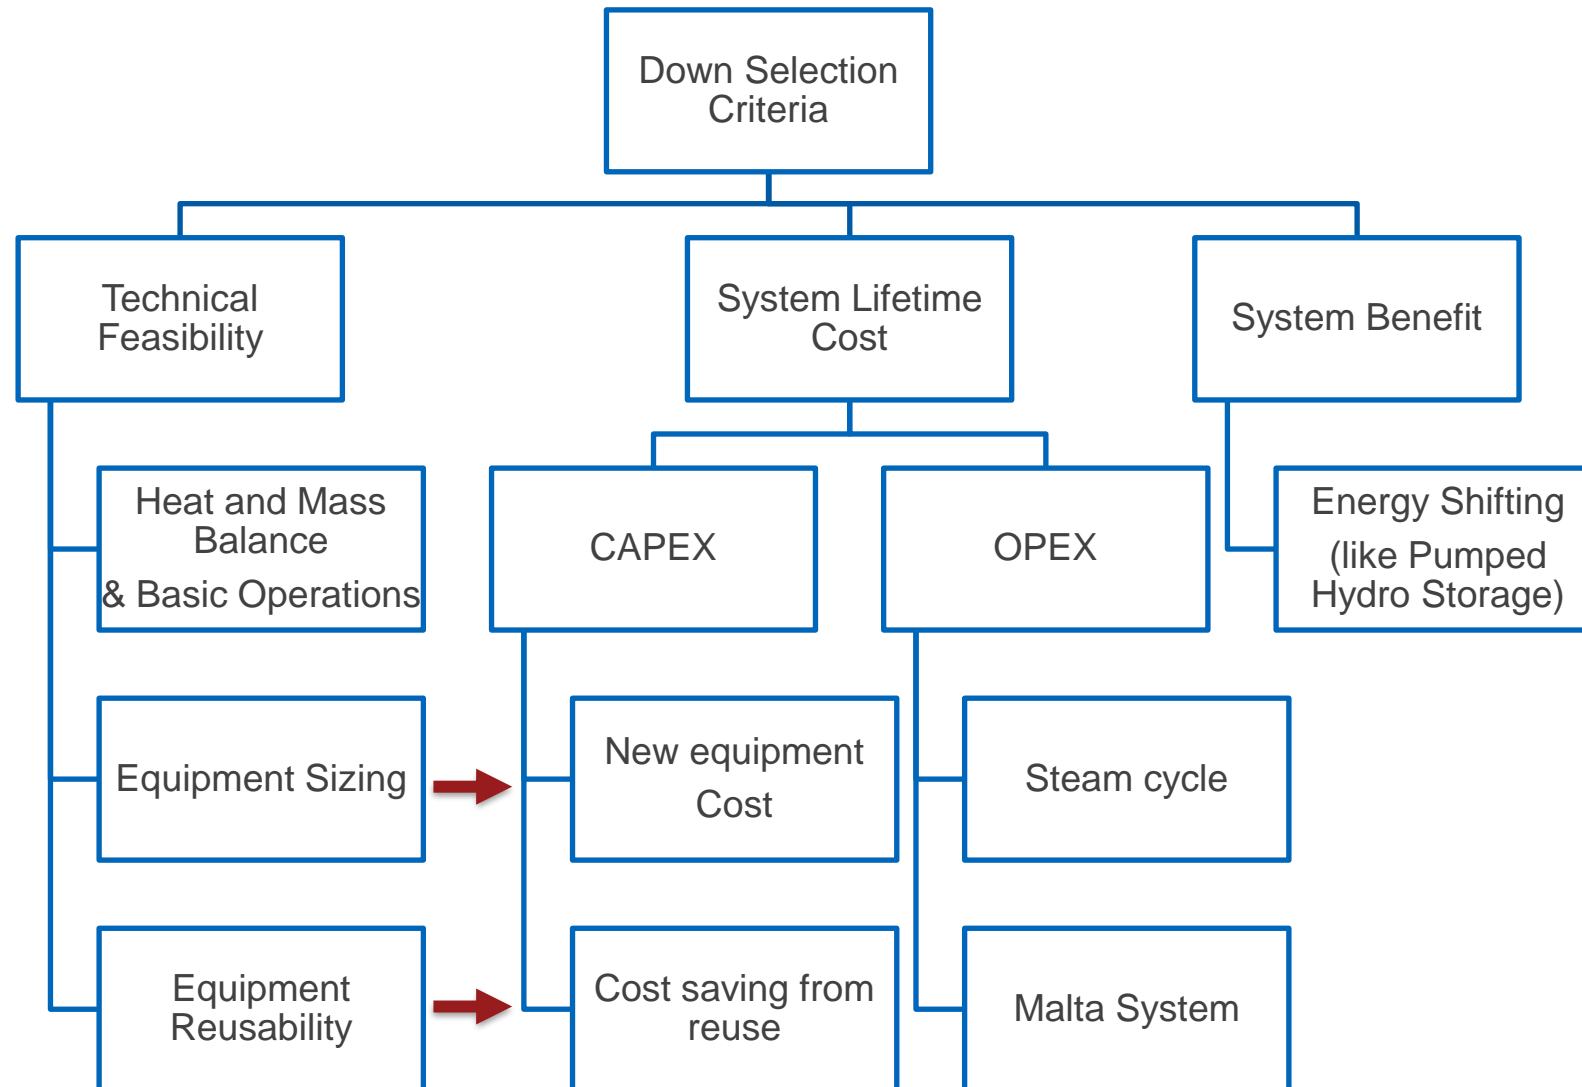 Down Selection
Criteria
Technical
Feasibility
System Lifetime
Cost
System Benefit
Heat and Mass
Balance
& Basic Operations
CAPEX
OPEX
Energy Shifting
(like Pumped
Hydro Storage)
Equipment Sizing
New equipment
Cost
Steam cycle
Equipment
Reusability
Cost saving from
reuse
Malta System